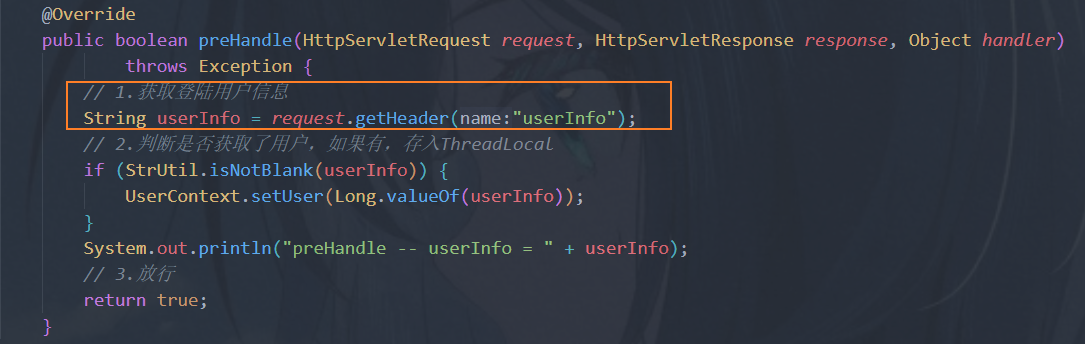 @Override
public boolean preHandle(HttpServletRequest request, HttpServletResponse response, Object handler)
throws Exception {
// 1.获取登陆用户信息
String userInfo = request.getHeader(name:"userInfo");
// 2.判断是否获取了用户，如果有，存入ThreadLocal
if (StrUtil.isNotBlank(userInfo)) {
UserContext.setUser(Long.valueOf(userInfo));
}
System.out.println("preHandle -- userInfo = " + userInfo);
// 3.放行
return true;
}